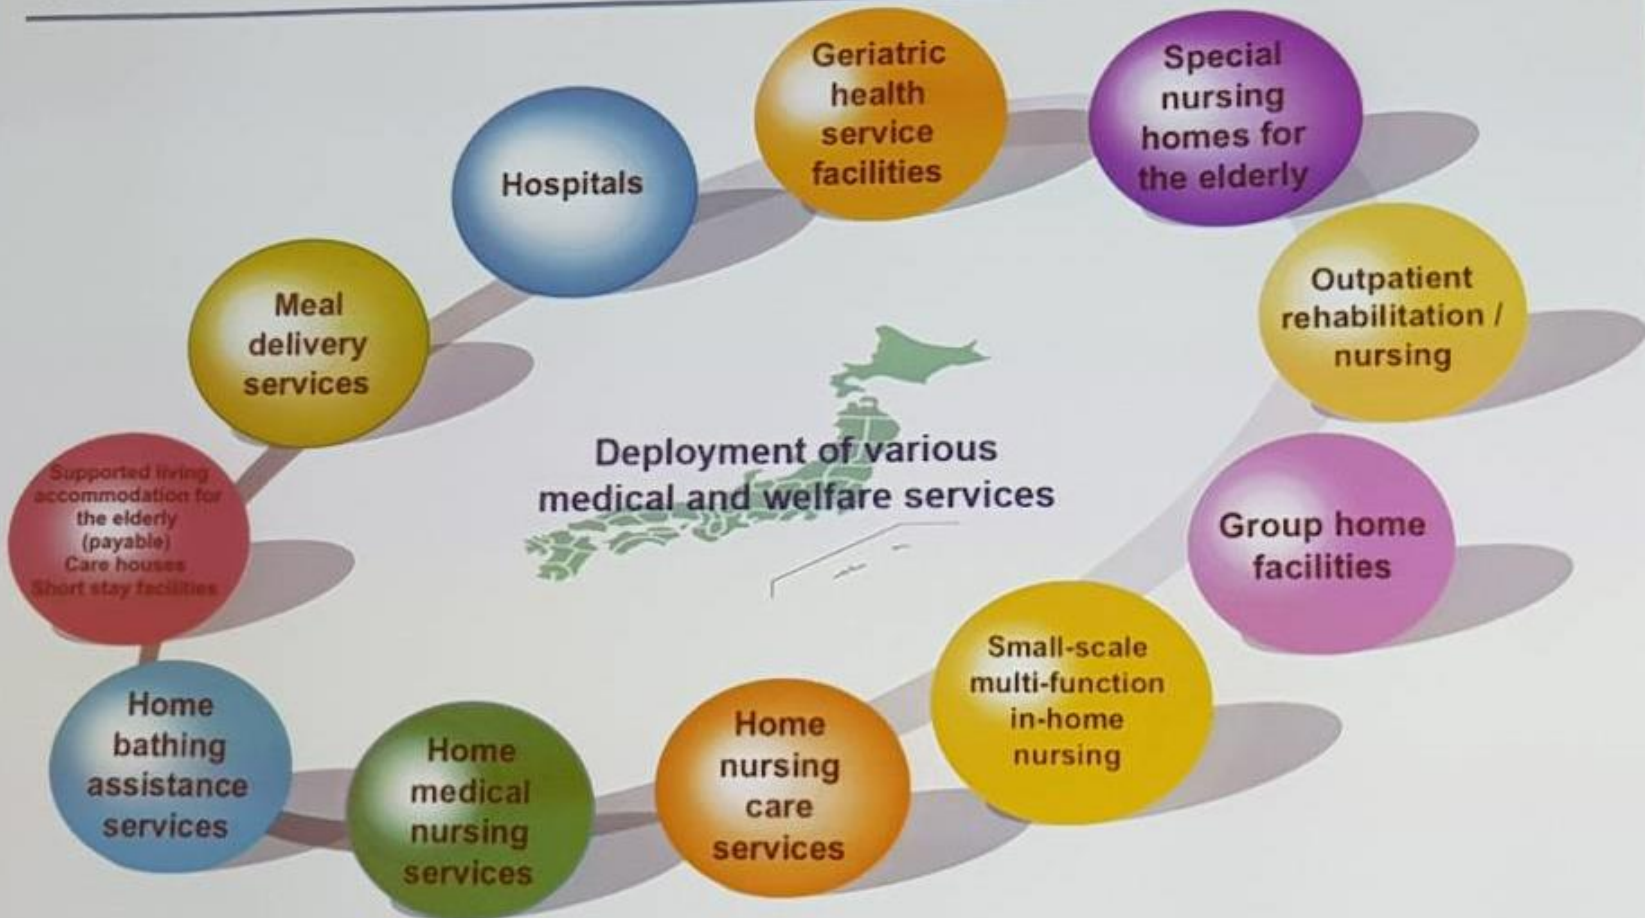 Geriatric
health
service
facilities
Special
nursing
homes for
the elderly
Hospitals
Outpatient
rehabilitation /
nursing
Meal
delivery
services
Deployment of various
medical and welfare services
Supported living
accommodation for
the elderly
(payable)
Care houses
Short stay facilities
Group home
facilities
Small-scale
multi-function
in-home
nursing
Home
bathing
assistance
services
Home
medical
nursing
services
Home
nursing
care
services